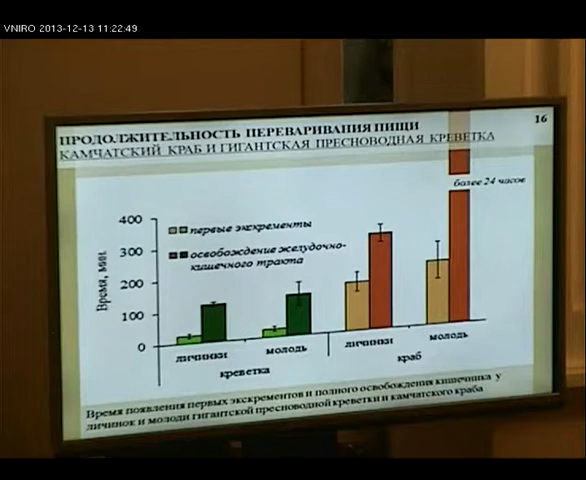 VNIRO 2013-12-13 11:22:49
16
ПРОДОЛЖИТЕЛЬНОСТЬ ПЕРЕВАРИВАНИЯ ПИЩИ
КАМЧАТСКИЙ КРАБ И ГИГАНТСКАЯ ПРЕСНОВОДНАЯ КРЕВЕТКА
более 24 часов
400
300
200
100
0
Время, мин.
первые экскременты
освобождение желудочно-
кишечного тракта
личинки
молодь
личинки
молодь
креветка
краб
Время появления первых экскрементов и полного освобождения кишечника у
личинок и молоди гигантской пресноводной креветки и камчатского краба